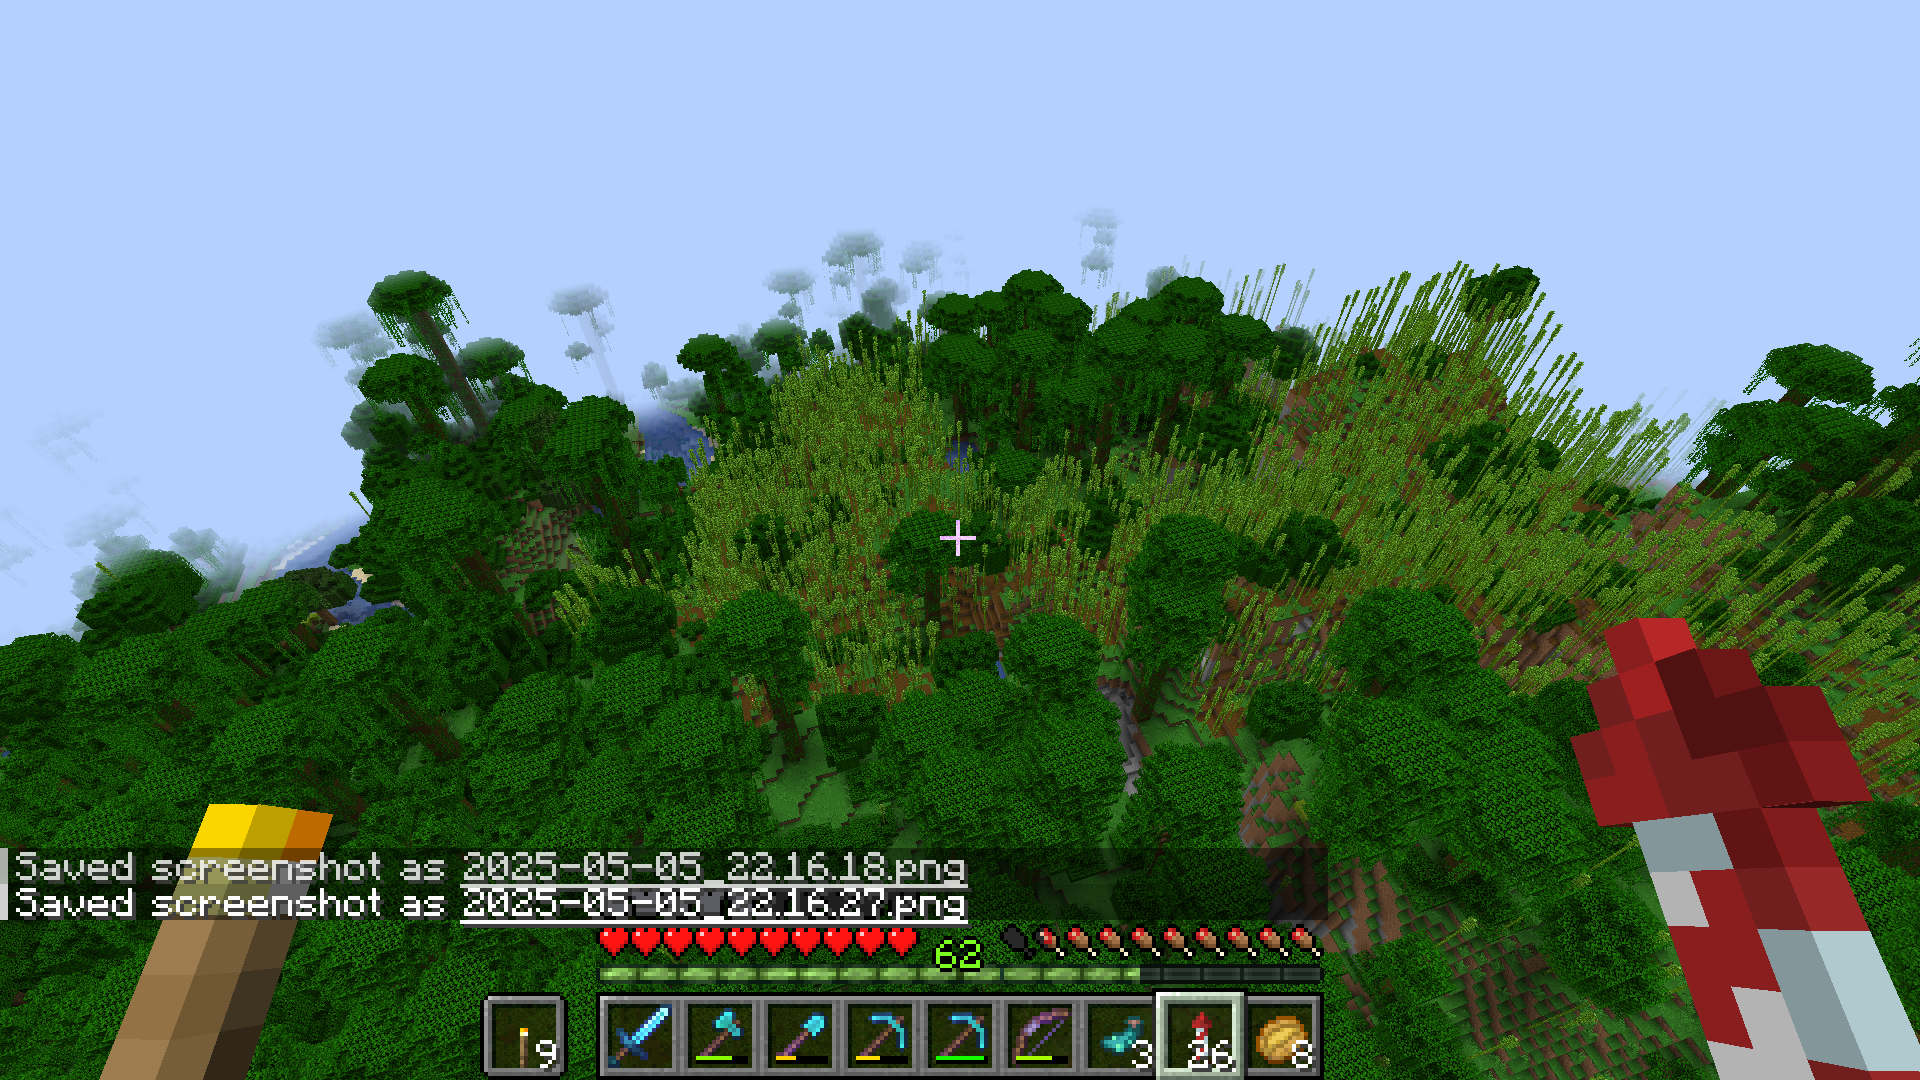 Saved screenshot as 2025-05-05_22.16.18.png
Saved screenshot as 2025-05-05_22.16.27.png
62
9 3 26 8